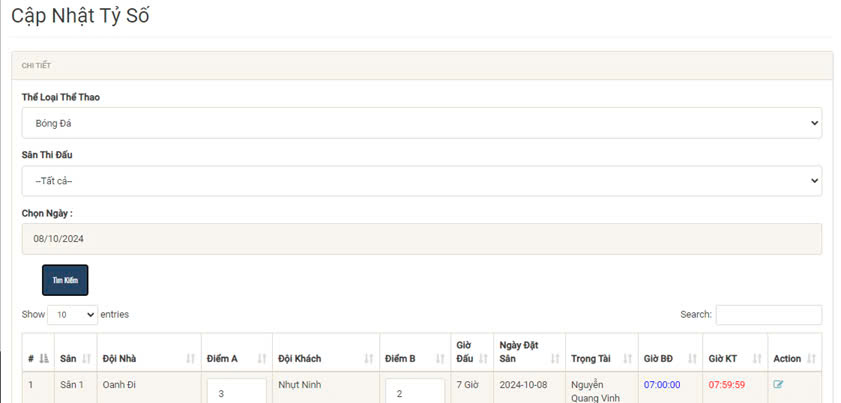 Cập Nhật Tỷ Số
CHI TIẾT
Thể Loại Thể Thao
Bóng Đá
Sân Thi Đấu
--Tất cả--
Chọn Ngày :
08/10/2024
Tìm Kiếm
Show 10 entries Search:
# Sân Đội Nhà Điểm A Đội Khách Điểm B Giờ Đấu Ngày Đặt Sân Trọng Tài Giờ BĐ Giờ KT Action
1 Sân 1 Oanh Đi 3 Nhựt Ninh 2 7 Giờ 2024-10-08 Nguyễn Quang Vinh 07:00:00 07:59:59